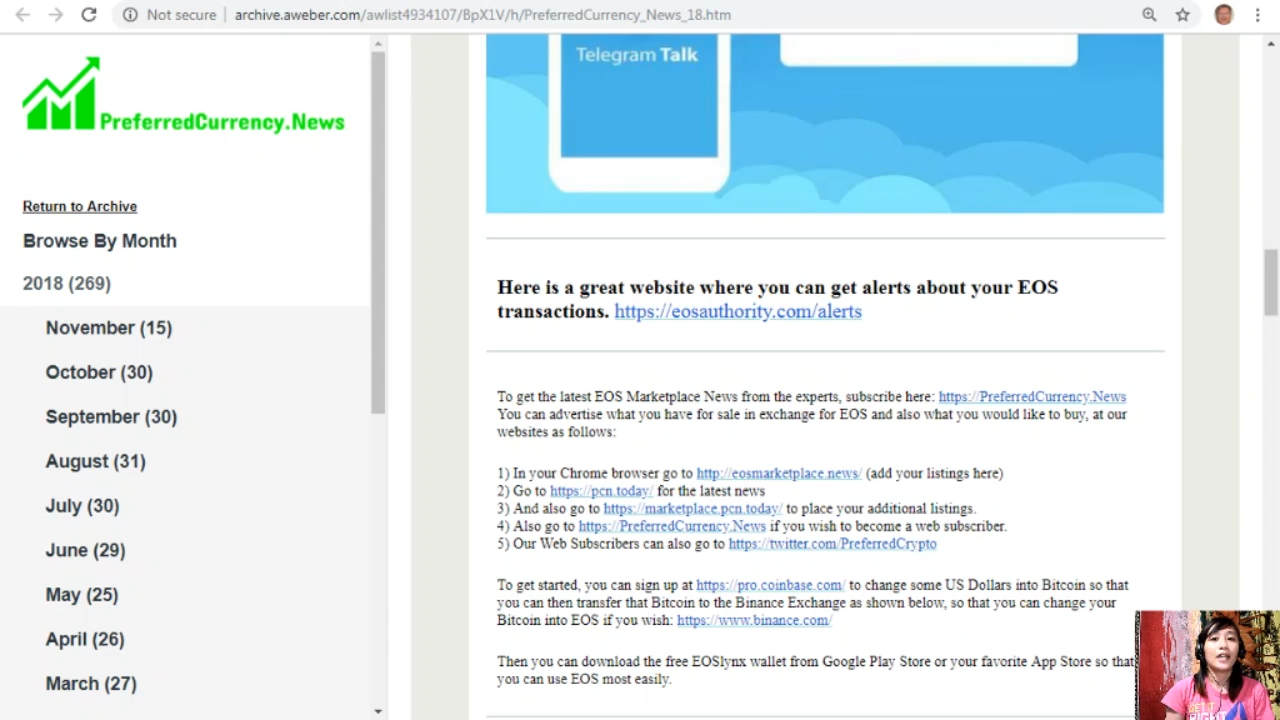 Not secure | archive.aweber.com/awlist4934107/BpX1V/h/PreferredCurrency_News_18.htm
PreferredCurrency.News
Return to Archive
Browse By Month
2018 (269)
November (15)
October (30)
September (30)
August (31)
July (30)
June (29)
May (25)
April (26)
March (27)
Telegram Talk
Here is a great website where you can get alerts about your EOS
transactions. https://eosauthority.com/alerts
To get the latest EOS Marketplace News from the experts, subscribe here: https://PreferredCurrency.News
You can advertise what you have for sale in exchange for EOS and also what you would like to buy, at our
websites as follows:
1) In your Chrome browser go to http://eosmarketplace.news/ (add your listings here)
2) Go to https://pcn.today/ for the latest news
3) And also go to https://marketplace.pcn.today/ to place your additional listings.
4) Also go to https://PreferredCurrency.News if you wish to become a web subscriber.
5) Our Web Subscribers can also go to https://twitter.com/PreferredCrypto
To get started, you can sign up at https://pro.coinbase.com/ to change some US Dollars into Bitcoin so that
you can then transfer that Bitcoin to the Binance Exchange as shown below, so that you can change your
Bitcoin into EOS if you wish: https://www.binance.com/
Then you can download the free EOSlynx wallet from Google Play Store or your favorite App Store so that
you can use EOS most easily.